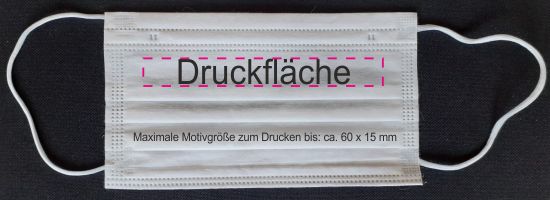 Druckfläche
Maximale Motivgröße zum Drucken bis: ca. 60 x 15 mm